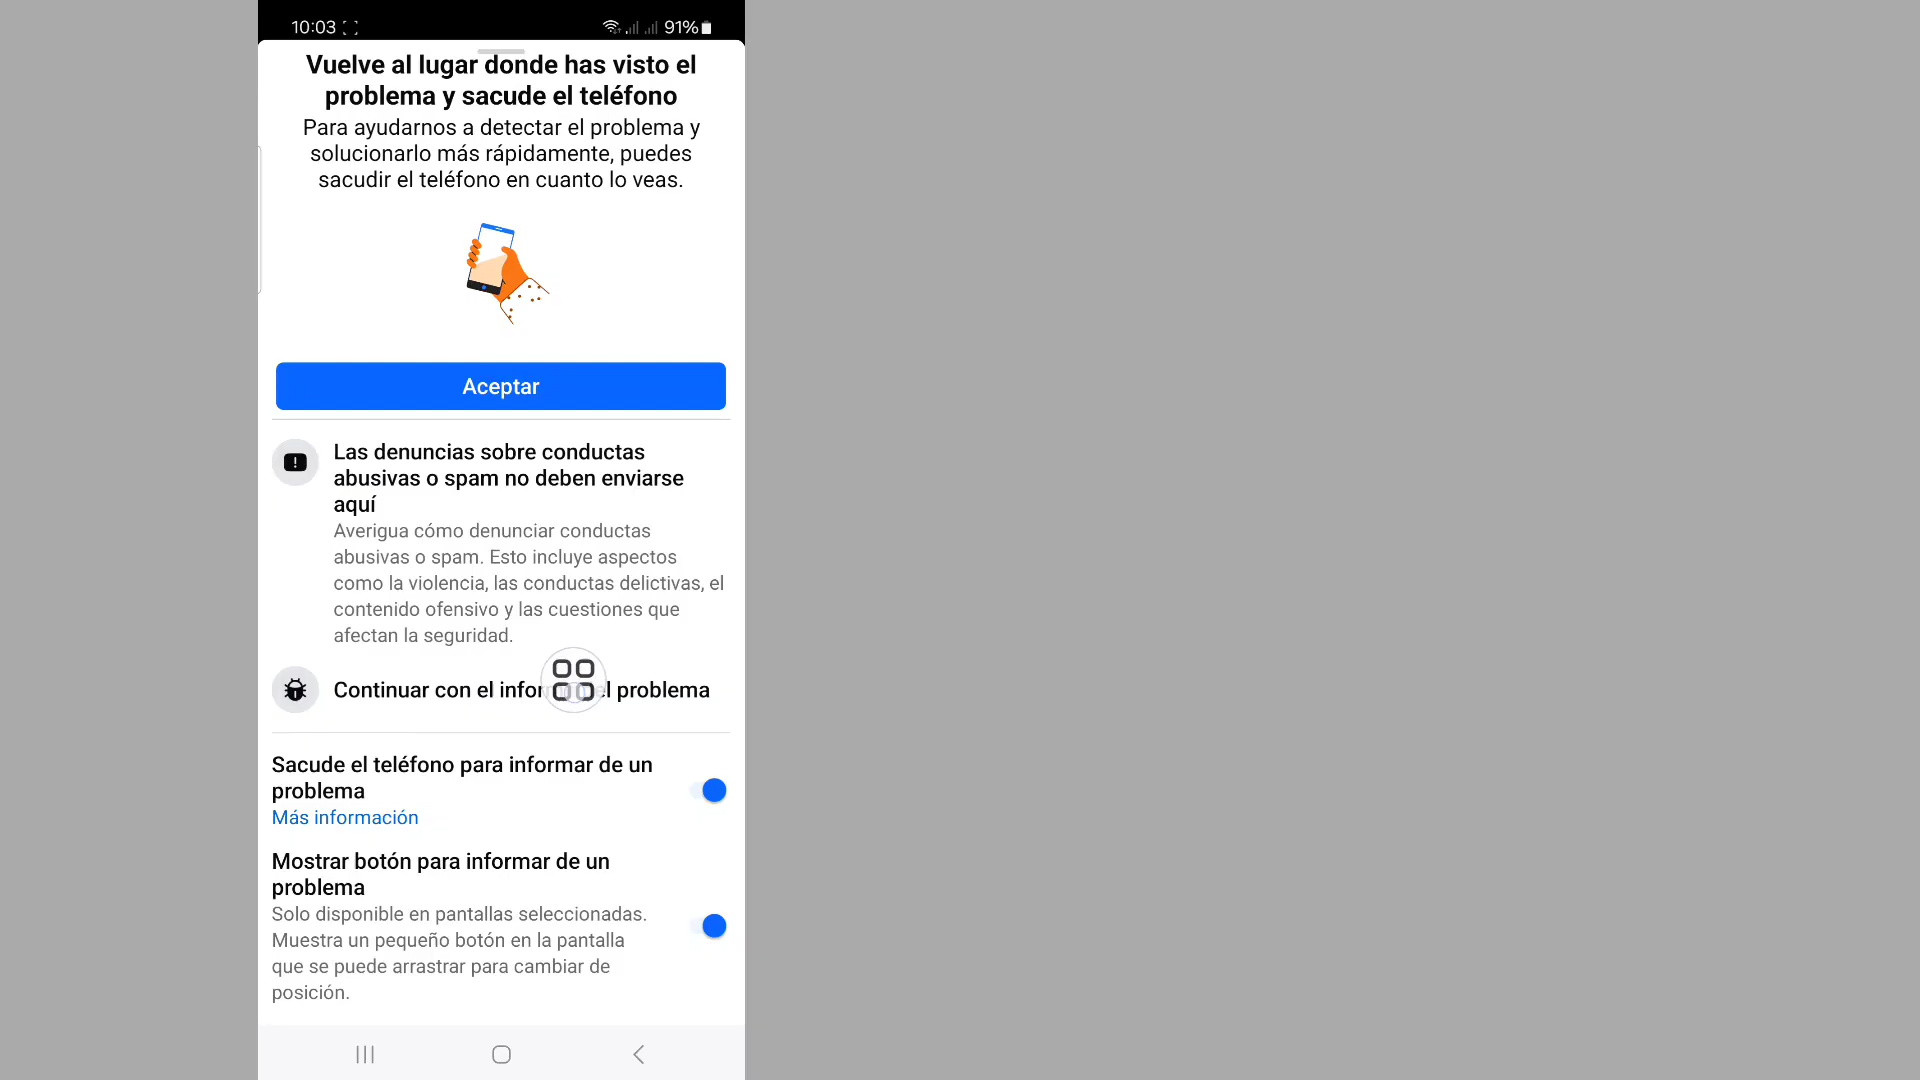 10:03
91%
Vuelve al lugar donde has visto el
problema y sacude el teléfono
Para ayudarnos a detectar el problema y
solucionarlo más rápidamente, puedes
sacudir el teléfono en cuanto lo veas.
Aceptar
Las denuncias sobre conductas
abusivas o spam no deben enviarse
aquí
Averigua cómo denunciar conductas
abusivas o spam. Esto incluye aspectos
como la violencia, las conductas delictivas, el
contenido ofensivo y las cuestiones que
afectan la seguridad.
Continuar con el problema
Sacude el teléfono para informar de un
problema
Más información
Mostrar botón para informar de un
problema
Solo disponible en pantallas seleccionadas.
Muestra un pequeño botón en la pantalla
que se puede arrastrar para cambiar de
posición.